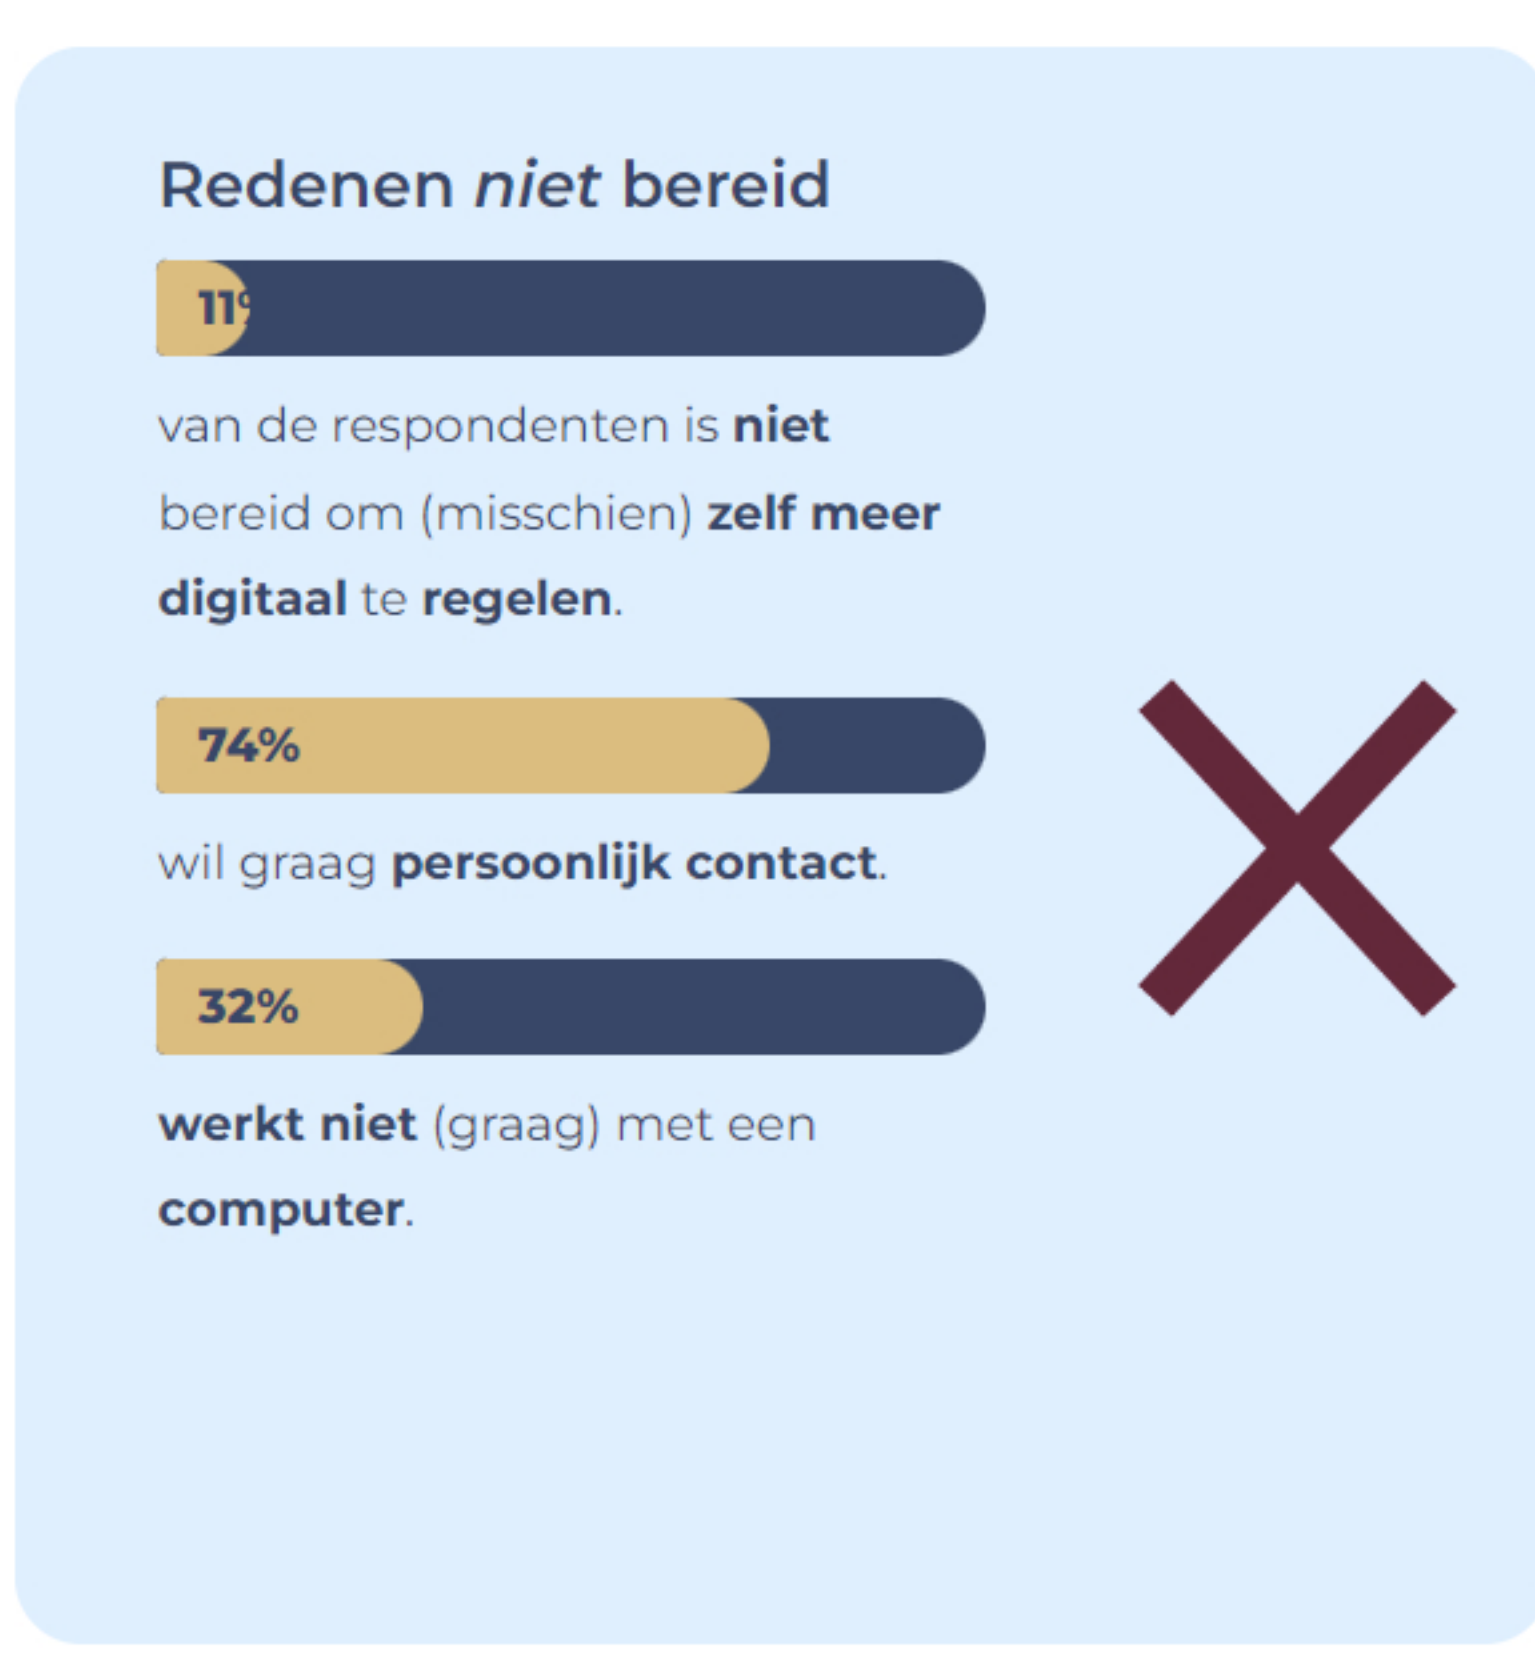 Redenen niet bereid
11%
van de respondenten is niet
bereid om (misschien) zelf meer
digitaal te regelen.
74%
wil graag persoonlijk contact.
32%
werkt niet (graag) met een
computer.